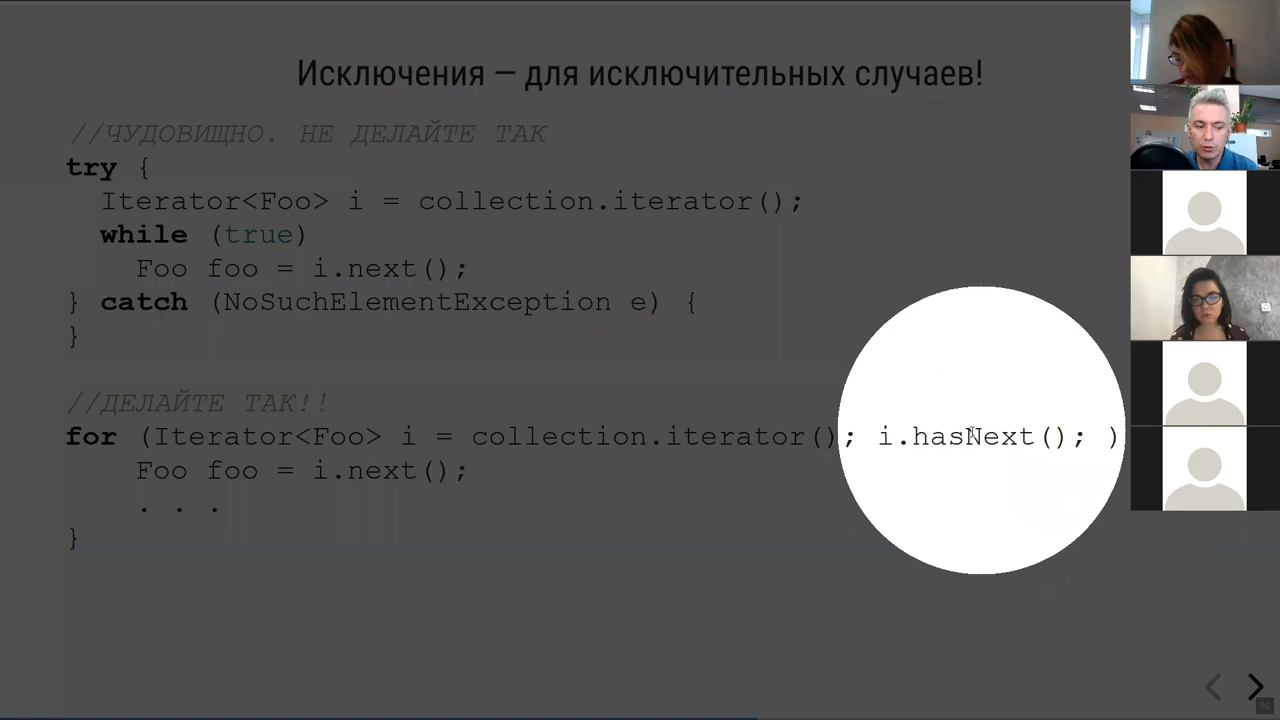 Исключения — для исключительных случаев!
//ЧУДОВИЩНО. НЕ ДЕЛАЙТЕ ТАК
try {
Iterator<Foo> i = collection.iterator();
while (true)
Foo foo = i.next();
} catch (NoSuchElementException e) {
}
//ДЕЛАЙТЕ ТАК!!
for (Iterator<Foo> i = collection.iterator(); i.hasNext(); )
Foo foo = i.next();
. . .
}
30